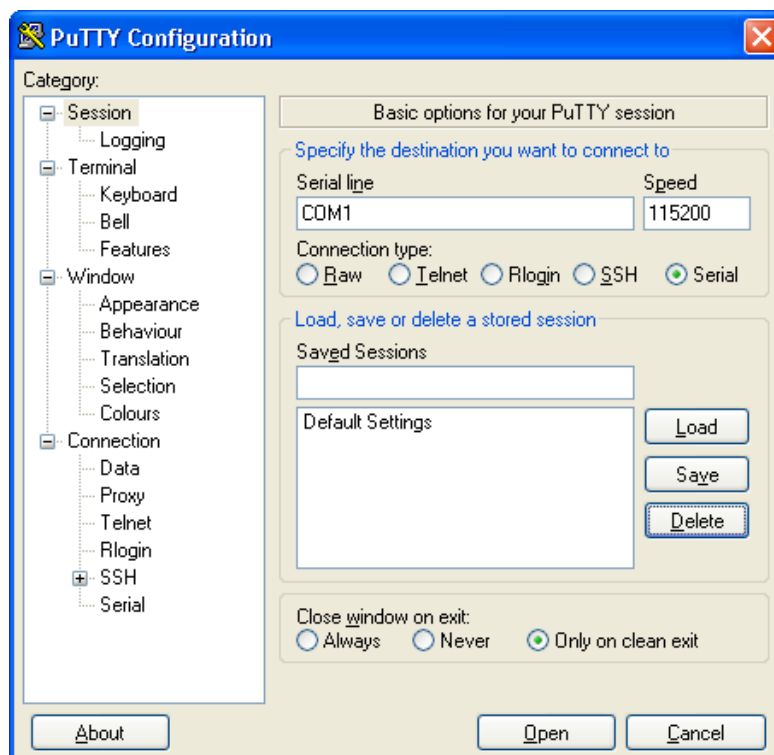 PuTTY Configuration
Category:
Session
Logging
Terminal
Keyboard
Bell
Features
Window
Appearance
Behaviour
Translation
Selection
Colours
Connection
Data
Proxy
Telnet
Rlogin
SSH
Serial
Basic options for your PuTTY session
Specify the destination you want to connect to
Serial line Speed
COM1 115200
Connection type:
Raw Telnet Rlogin SSH Serial
Load, save or delete a stored session
Saved Sessions
Default Settings
Load
Save
Delete
Close window on exit:
Always Never Only on clean exit
About Open Cancel